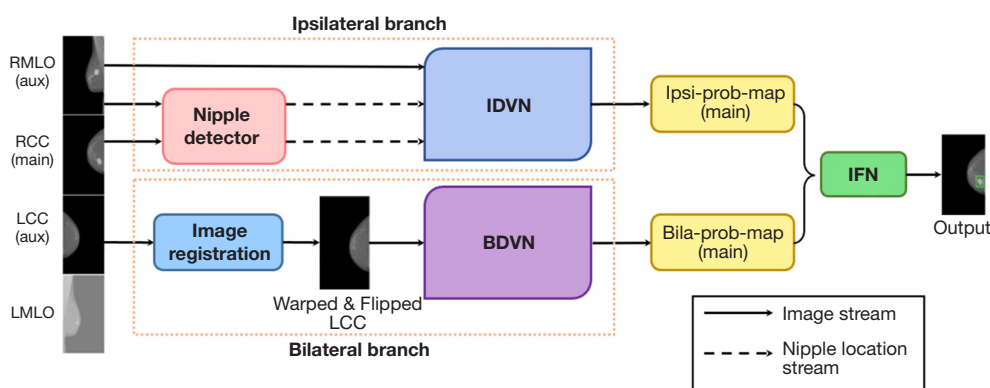 Ipsilateral branch
RMLO
(aux)
RCC
(main)
LCC
(aux)
LMLO
Nipple
detector
IDVN
Ipsi-prob-map
(main)
Image
registration
Warped & Flipped
LCC
BDVN
Bila-prob-map
(main)
Bilateral branch
IFN
Output
Image stream
Nipple location
stream